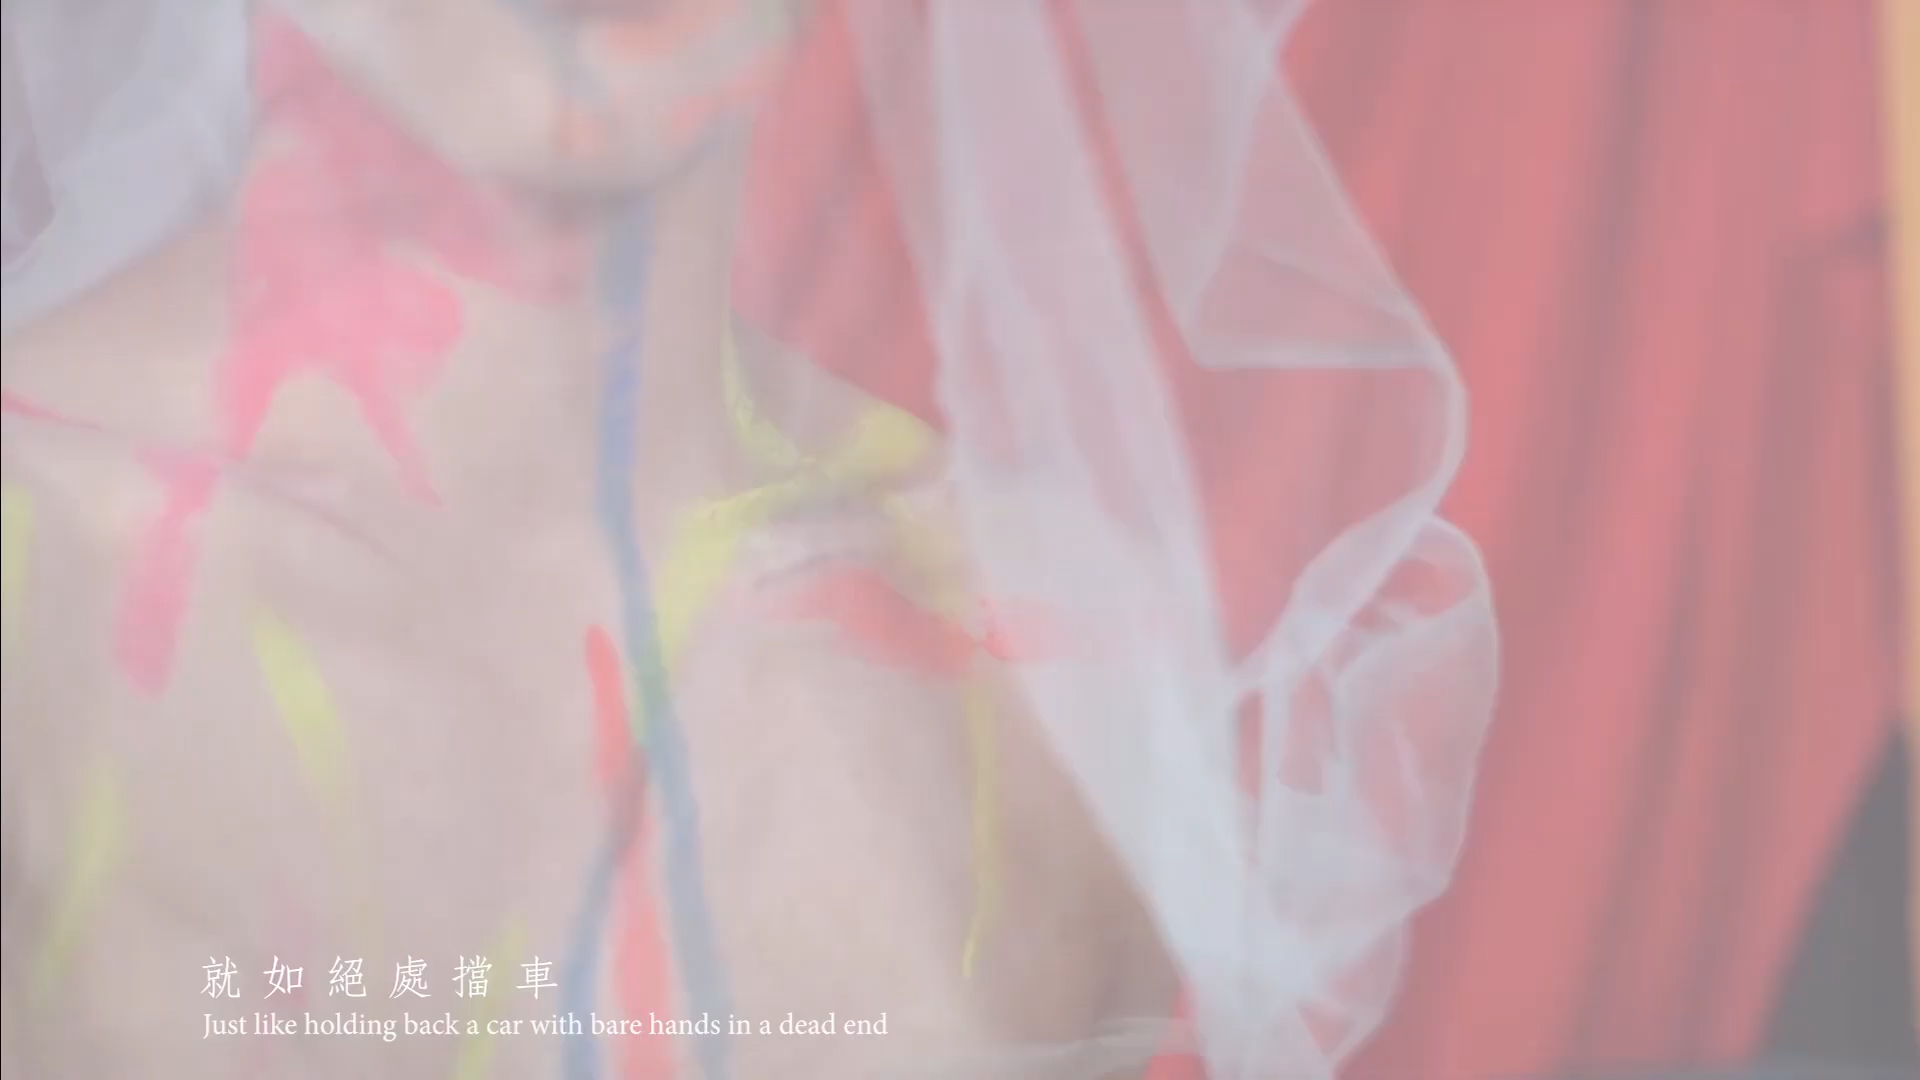 就如絕處擋車
Just like holding back a car with bare hands in a dead end